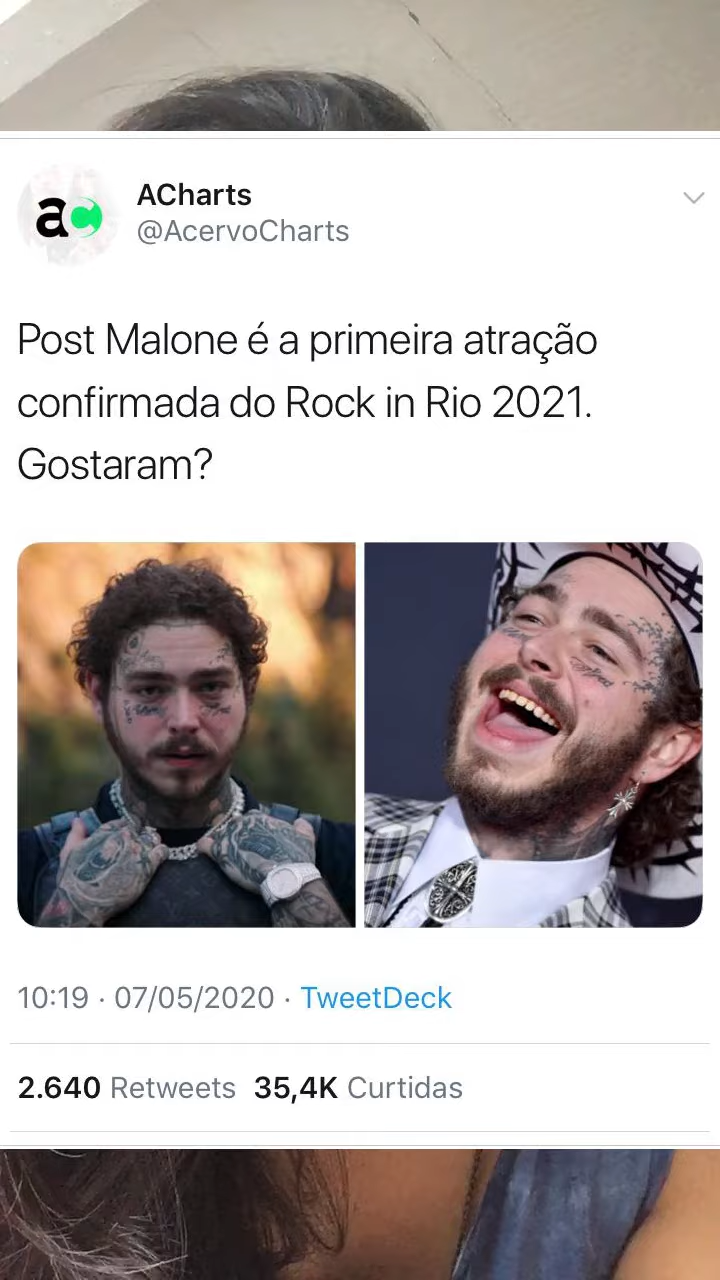 ac
ACharts
@AcervoCharts
Post Malone é a primeira atração
confirmada do Rock in Rio 2021.
Gostaram?
10:19 · 07/05/2020 · TweetDeck
2.640 Retweets 35,4K Curtidas